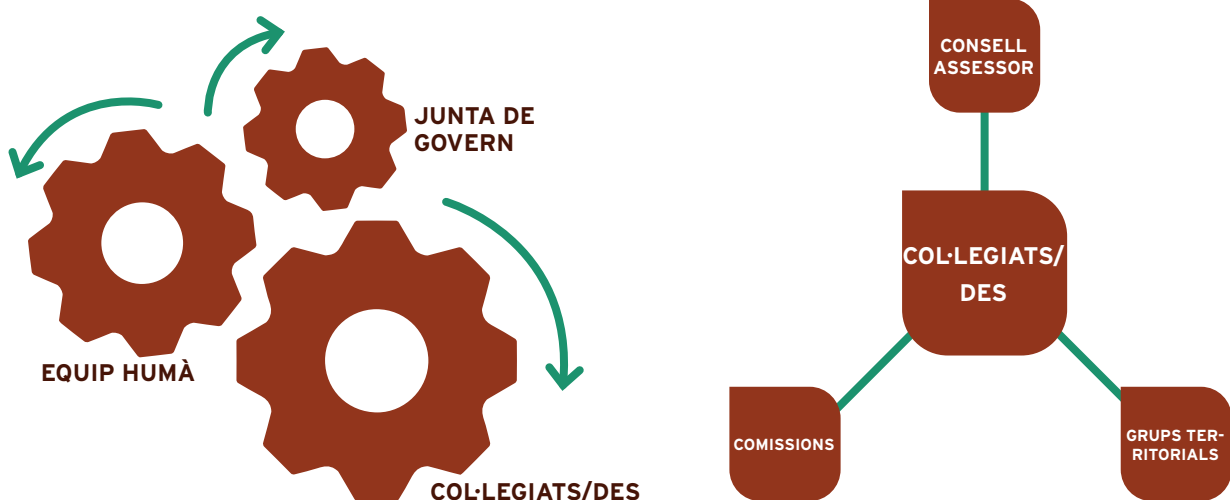 JUNTA DE
GOVERN
EQUIP HUMÀ
COL·LEGIATS/DES
CONSELL
ASSESSOR
COL·LEGIATS/
DES
COMISSIONS
GRUPS TER-
RITORIALS